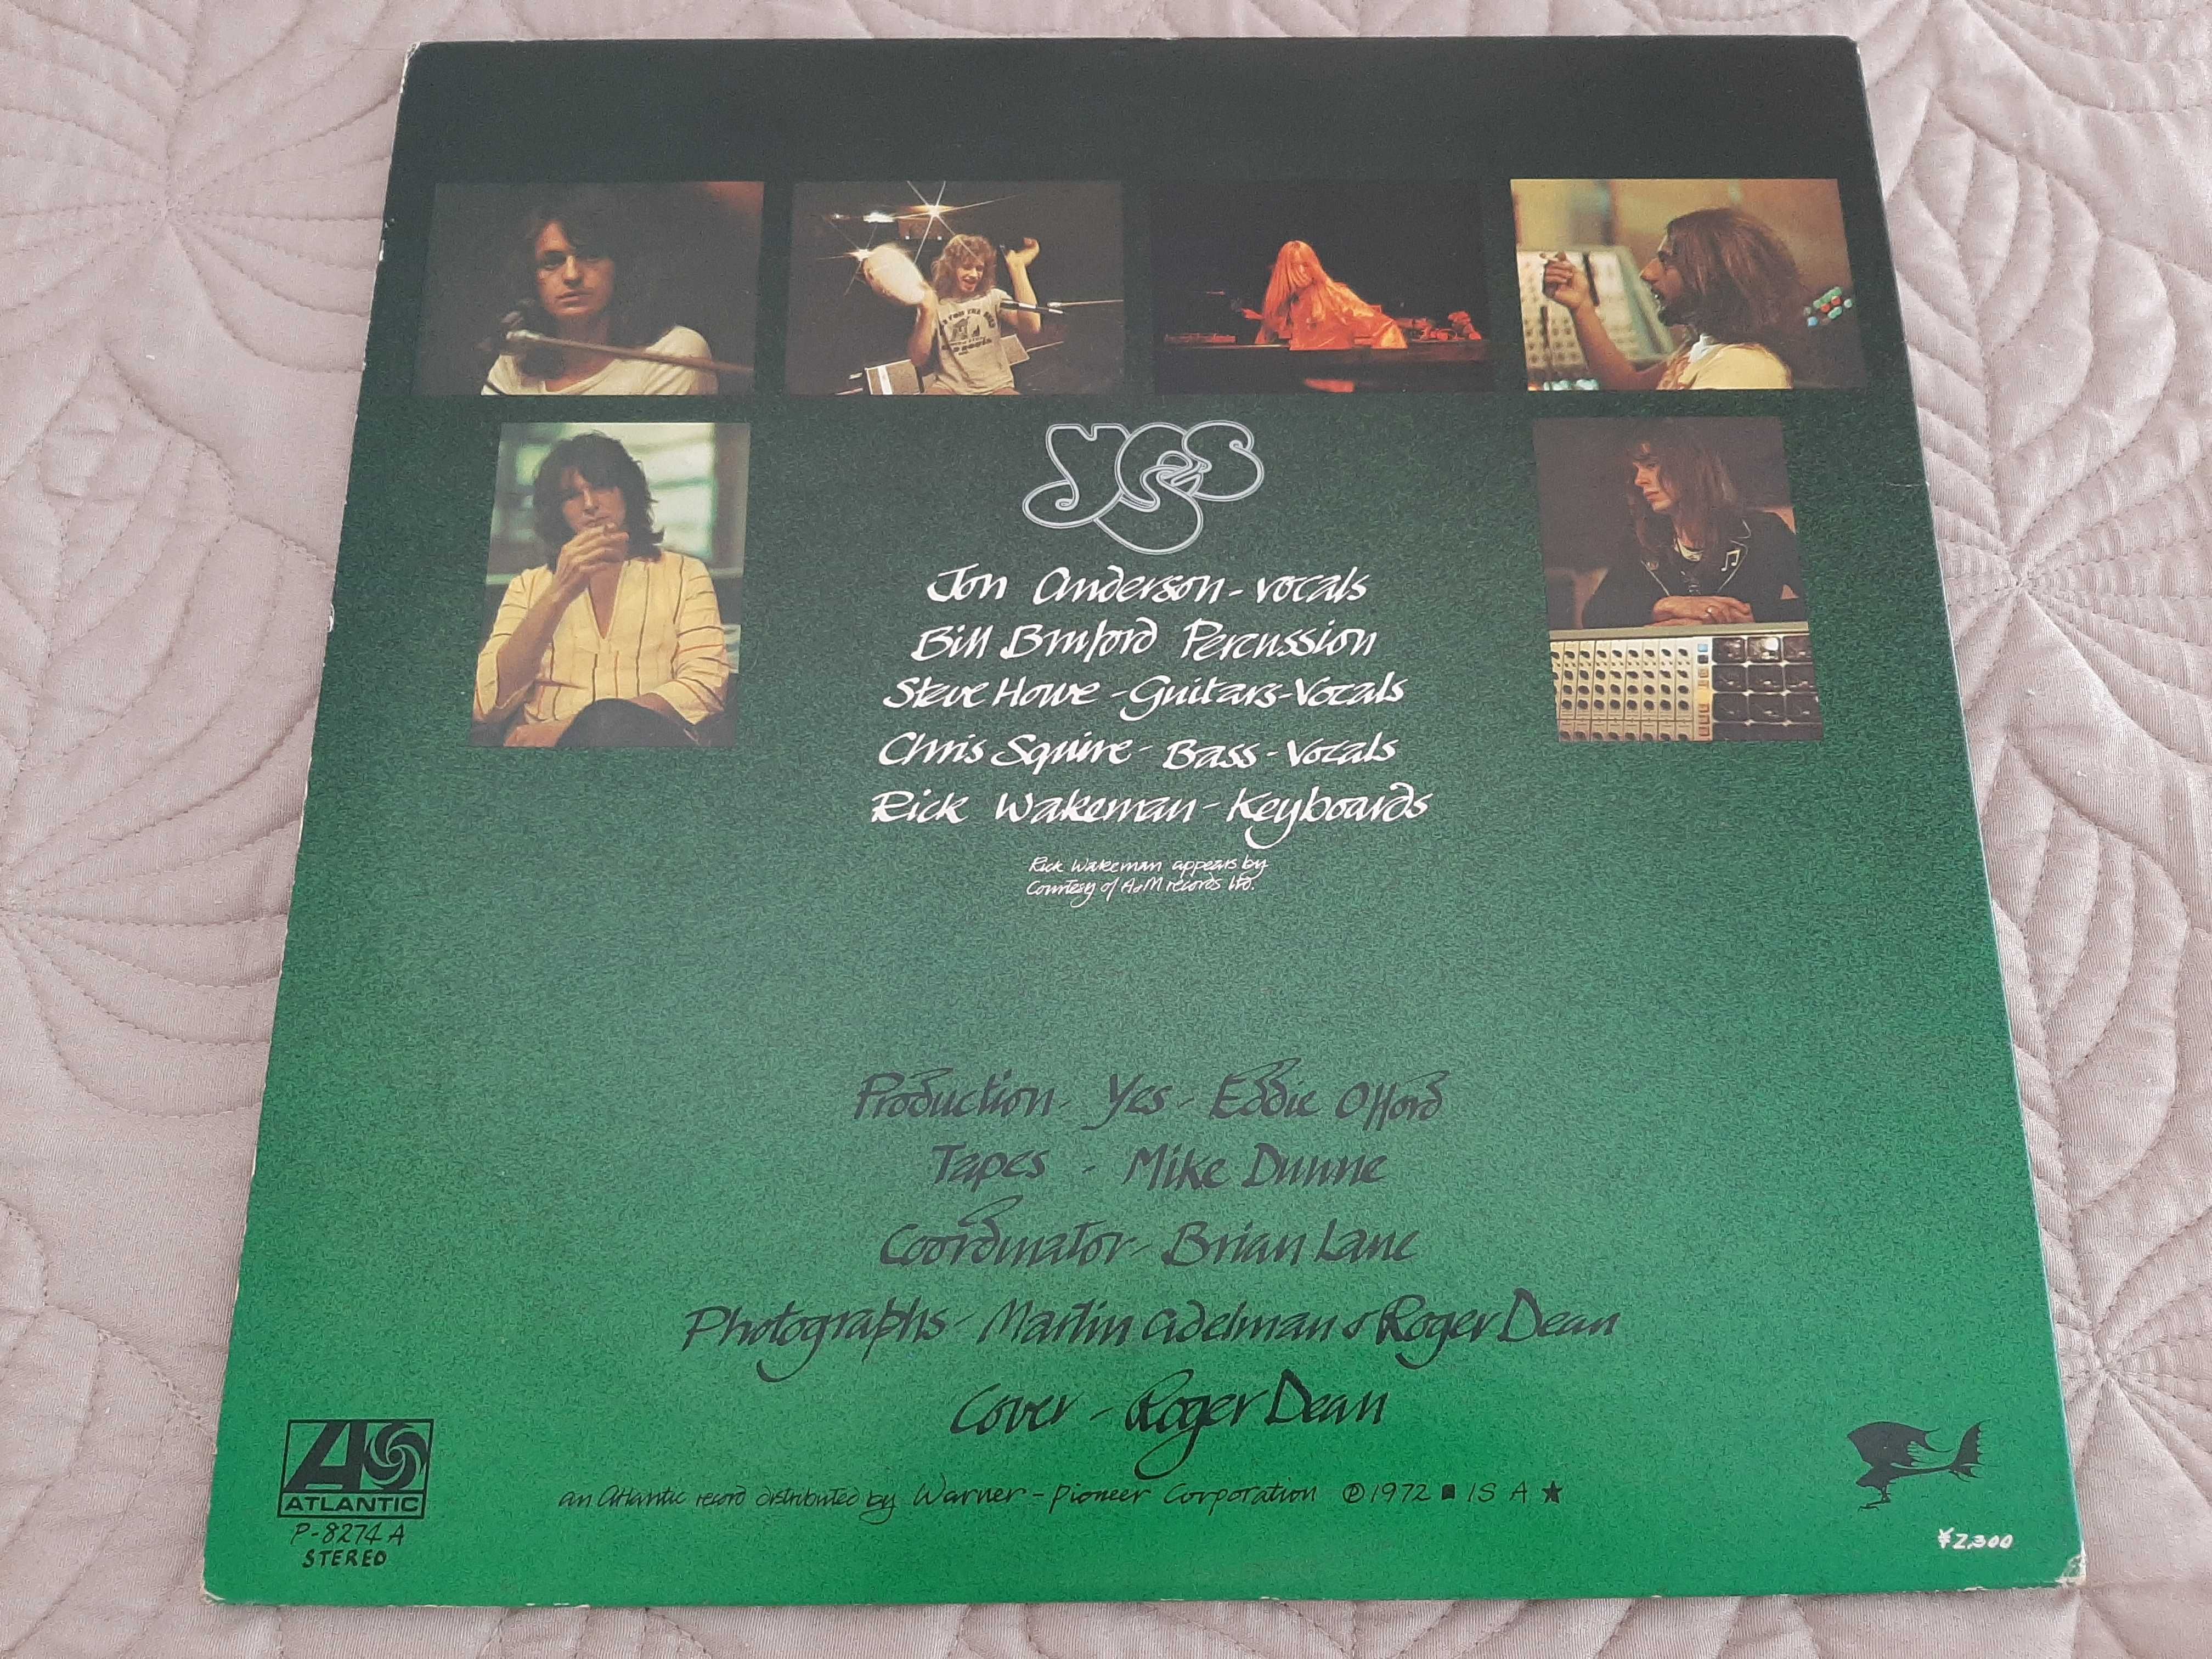 yes
Jon Anderson - vocals
Bill Bruford Percussion
Steve Howe - Guitars - Vocals
Chris Squire - Bass - Vocals
Rick Wakeman - Keyboards
Rick Wakeman appears by
Courtesy of A&M records ltd.
Production - Yes - Eddie Offord
Tapes - Mike Dunne
Coordinator - Brian Lane
Photographs - Martin Adelman & Roger Dean
Cover - Roger Dean
an Atlantic record distributed by Warner-Pioneer Corporation ℗1972 ■ IS A ★
ATLANTIC
P-8274A
STEREO
¥2,300